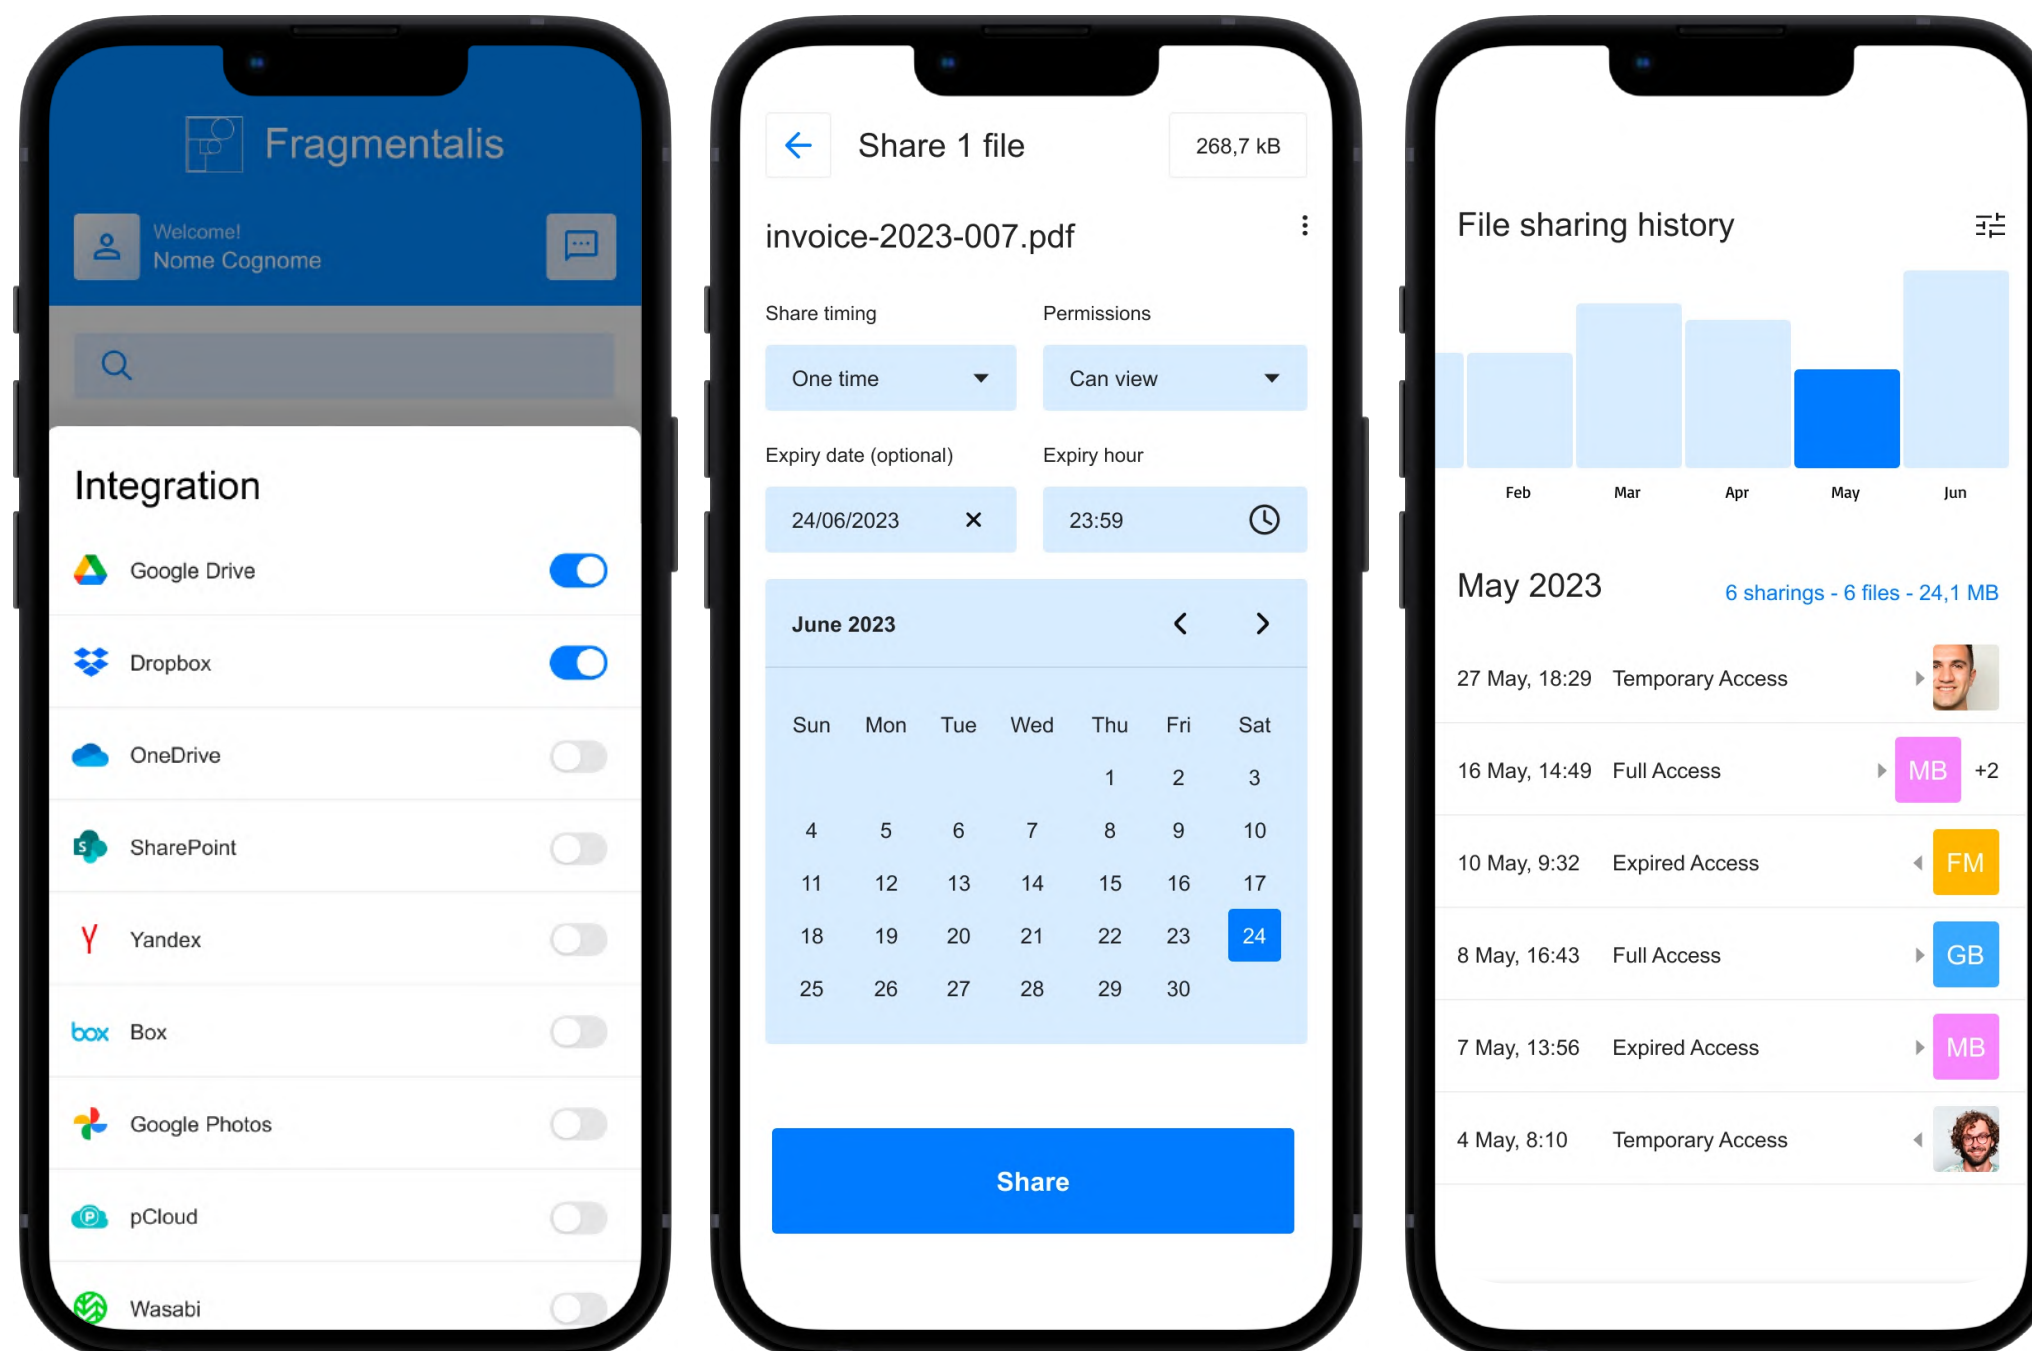 Fragmentalis
Welcome!
Nome Cognome
Integration
Google Drive
Dropbox
OneDrive
S
SharePoint
Yandex
box
Box
Google Photos
P
pCloud
Wasabi
Share 1 file
268,7 kB
invoice-2023-007.pdf
Share timing
Permissions
One time
Can view
Expiry date (optional)
Expiry hour
24/06/2023
23:59
June 2023
Sun Mon Tue Wed Thu Fri Sat
1 2 3
4 5 6 7 8 9 10
11 12 13 14 15 16 17
18 19 20 21 22 23 24
25 26 27 28 29 30
Share
File sharing history
Feb Mar Apr May Jun
May 2023
6 sharings - 6 files - 24,1 MB
27 May, 18:29 Temporary Access
16 May, 14:49 Full Access MB +2
10 May, 9:32 Expired Access FM
8 May, 16:43 Full Access GB
7 May, 13:56 Expired Access MB
4 May, 8:10 Temporary Access